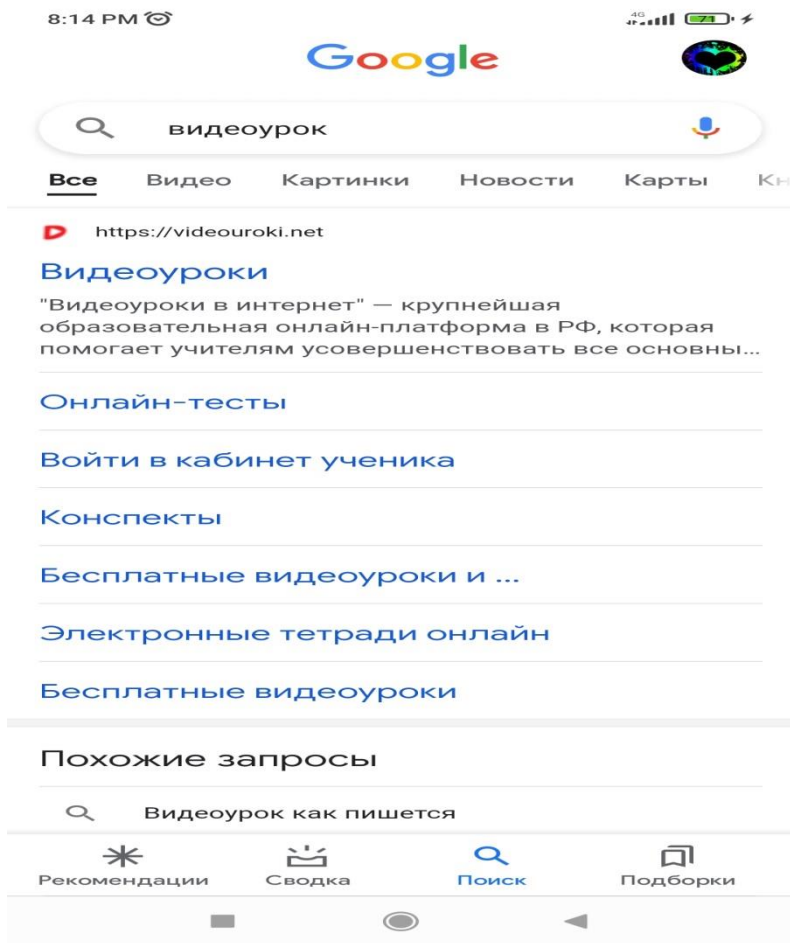 8:14 PM
4G
71
Google
видеоурок
Все Видео Картинки Новости Карты Кн
https://videouroki.net
Видеоуроки
"Видеоуроки в интернет" — крупнейшая
образовательная онлайн-платформа в РФ, которая
помогает учителям усовершенствовать все основны...
Онлайн-тесты
Войти в кабинет ученика
Конспекты
Бесплатные видеоуроки и ...
Электронные тетради онлайн
Бесплатные видеоуроки
Похожие запросы
Видеоурок как пишется
Рекомендации Сводка Поиск Подборки